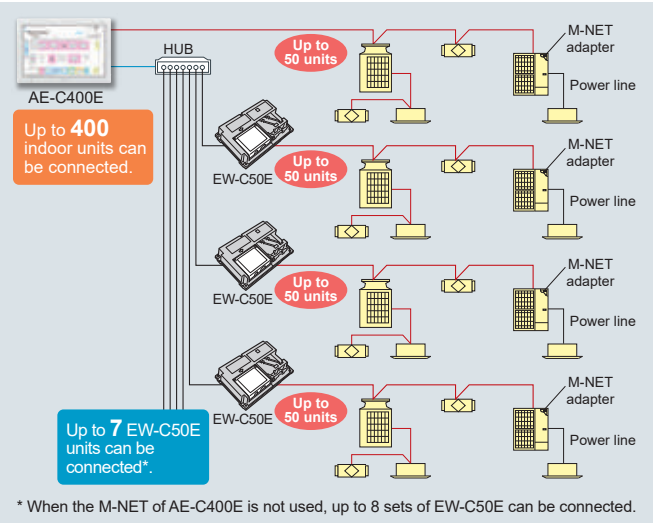 HUB
AE-C400E
Up to 400
indoor units can
be connected.
Up to
50 units
M-NET
adapter
Power line
EW-C50E
Up to
50 units
M-NET
adapter
Power line
EW-C50E
Up to
50 units
M-NET
adapter
Power line
EW-C50E
Up to
50 units
M-NET
adapter
Power line
Up to 7 EW-C50E
units can be
connected*.
* When the M-NET of AE-C400E is not used, up to 8 sets of EW-C50E can be connected.